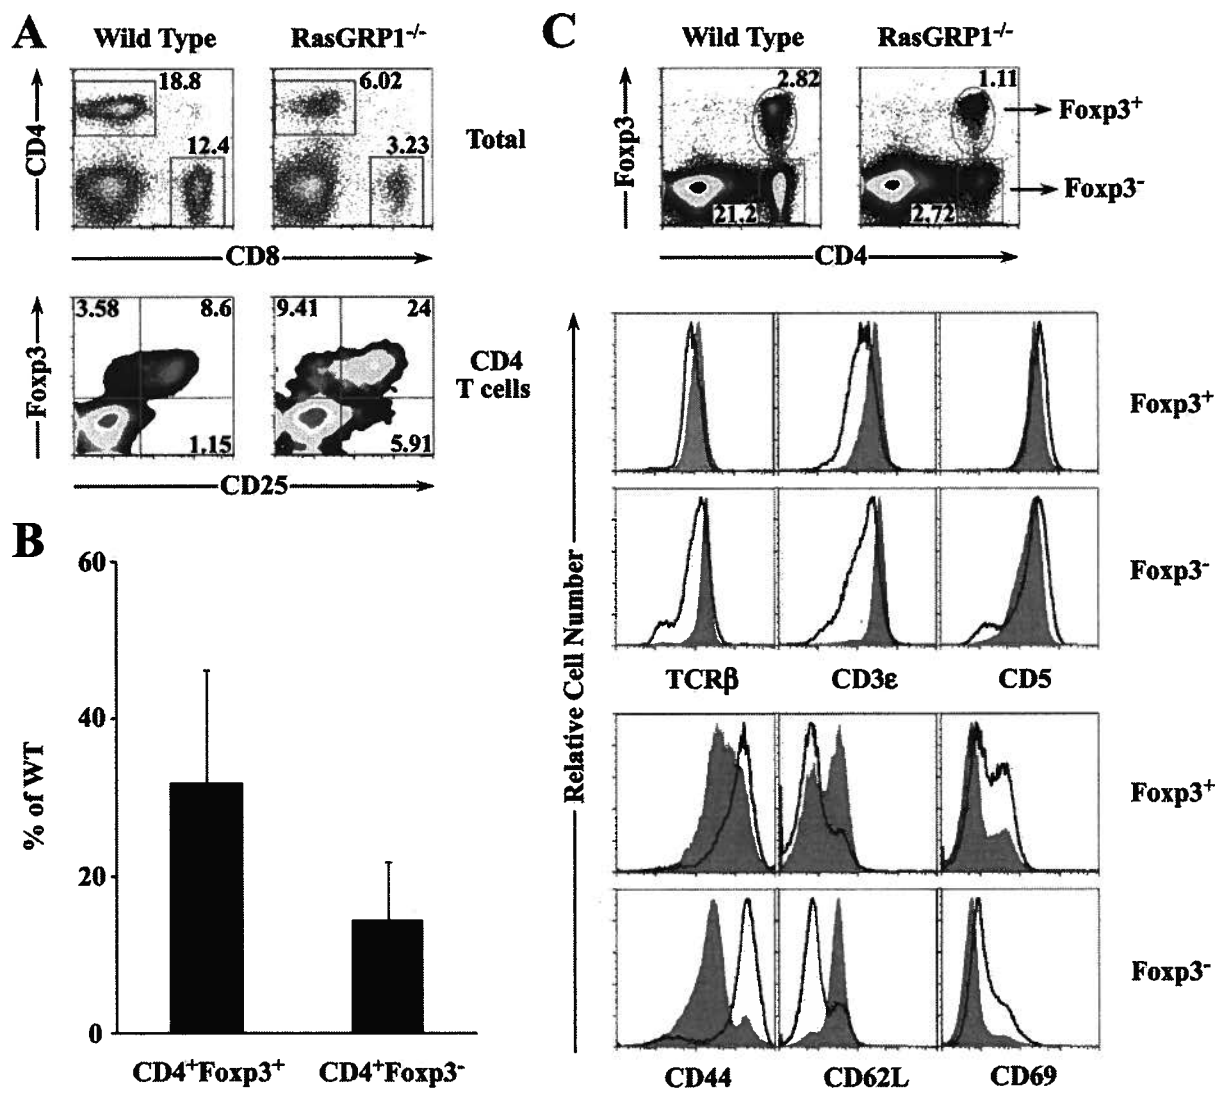 A
Wild Type
RasGRP1-/-
CD4
18.8
12.4
6.02
3.23
Total
CD8
Foxp3
3.58
8.6
1.15
9.41
24
5.91
CD4
T cells
CD25
B
% of WT
60
40
20
0
CD4+Foxp3+
CD4+Foxp3-
C
Wild Type
RasGRP1-/-
Foxp3
2.82
21.2
1.11
2.72
Foxp3+
Foxp3-
CD4
Relative Cell Number
Foxp3+
Foxp3-
TCRβ
CD3ε
CD5
Foxp3+
Foxp3-
CD44
CD62L
CD69